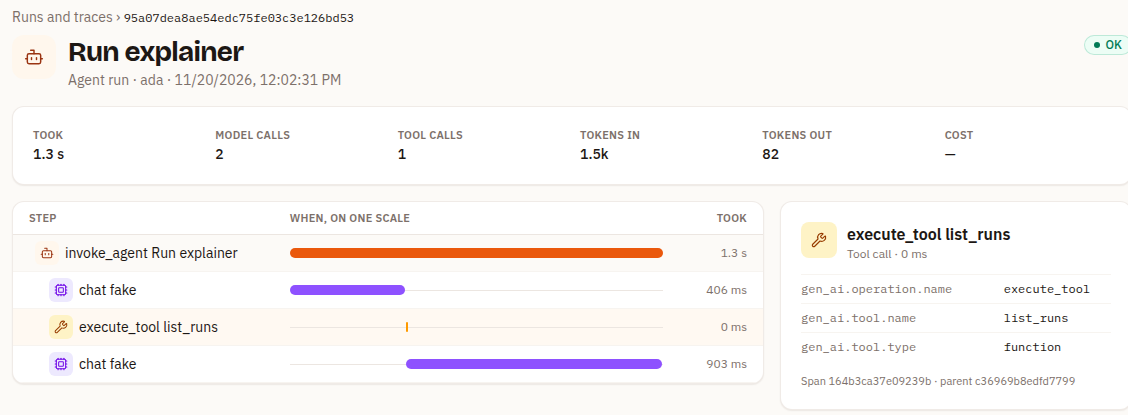 Runs and traces › 95a07dea8ae54edc75fe03c3e126bd53
Run explainer
Agent run · ada · 11/20/2026, 12:02:31 PM
OK
TOOK MODEL CALLS TOOL CALLS TOKENS IN TOKENS OUT COST
1.3 s 2 1 1.5k 82 —
STEP WHEN, ON ONE SCALE TOOK
invoke_agent Run explainer 1.3 s
chat fake 406 ms
execute_tool list_runs 0 ms
chat fake 903 ms
execute_tool list_runs
Tool call · 0 ms
gen_ai.operation.name execute_tool
gen_ai.tool.name list_runs
gen_ai.tool.type function
Span 164b3ca37e09239b · parent c36969b8edfd7799